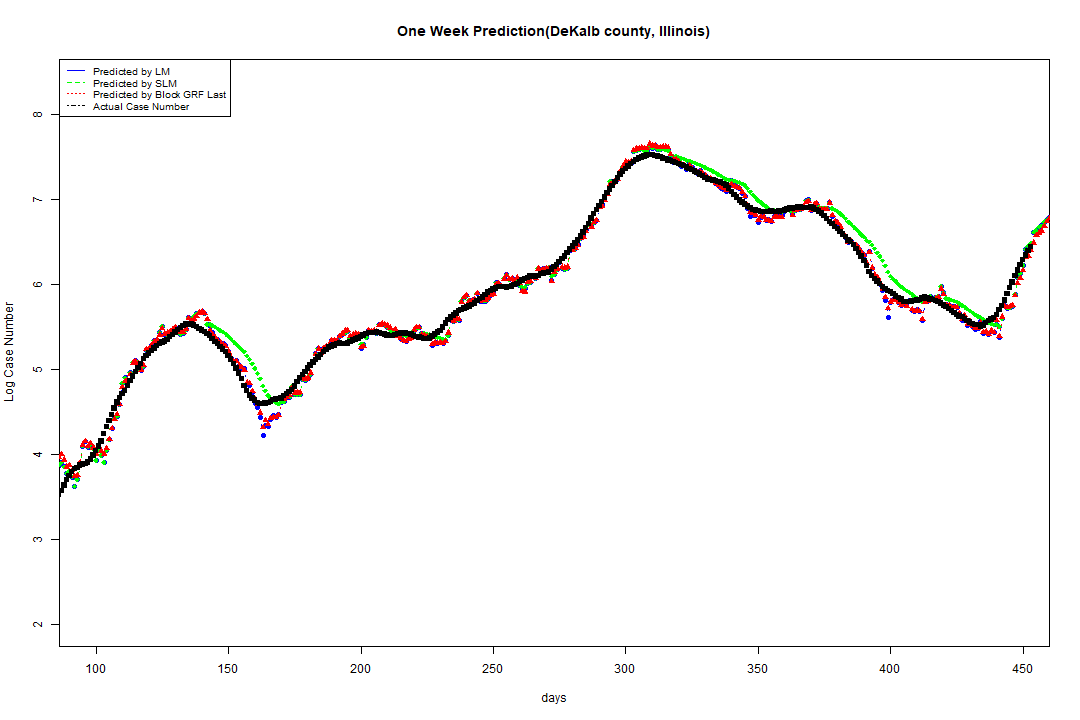 One Week Prediction(DeKalb county, Illinois)
Predicted by LM
Predicted by SLM
Predicted by Block GRF Last
Actual Case Number
Log Case Number
8
7
6
5
4
3
2
100 150 200 250 300 350 400 450
days